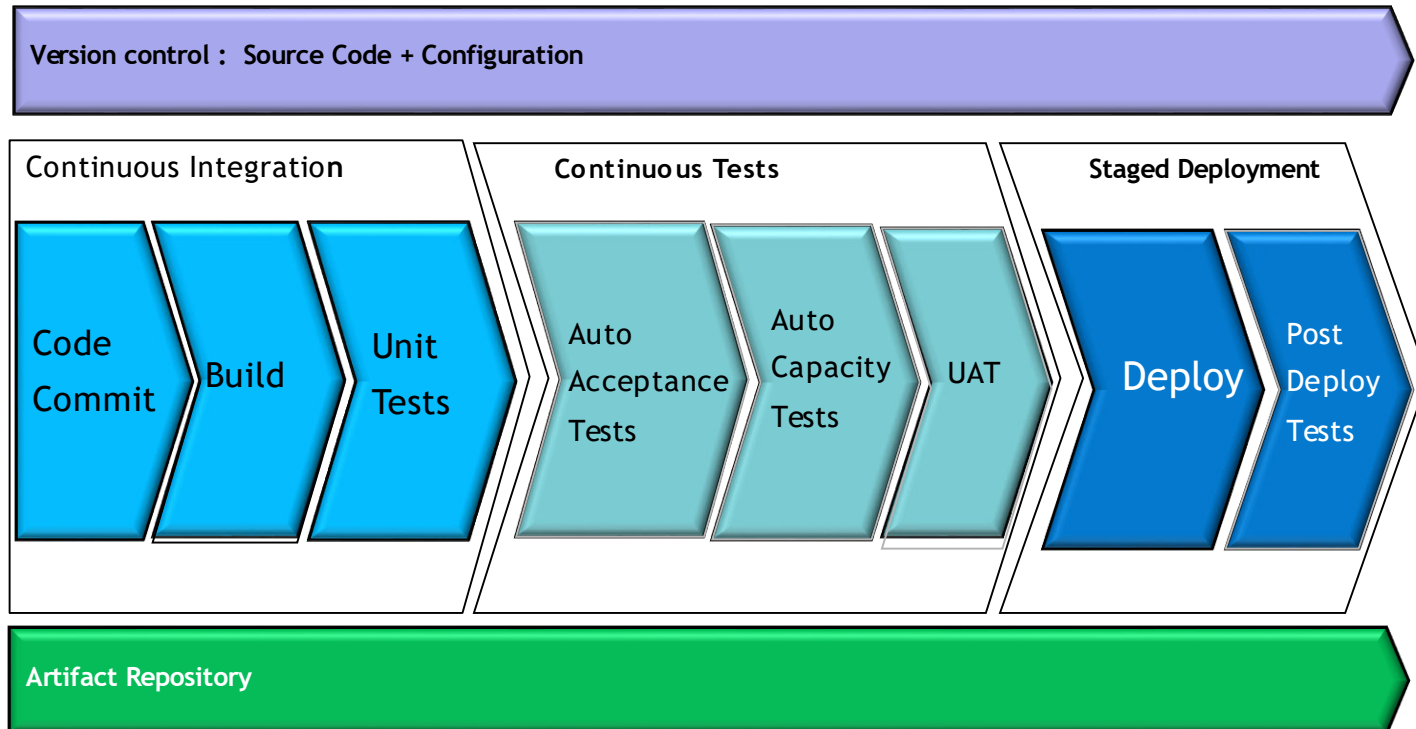 Version control : Source Code + Configuration
Continuous Integration
Continuous Tests
Staged Deployment
Code
Commit
Build
Unit
Tests
Auto
Acceptance
Tests
Auto
Capacity
Tests
UAT
Deploy
Post
Deploy
Tests
Artifact Repository